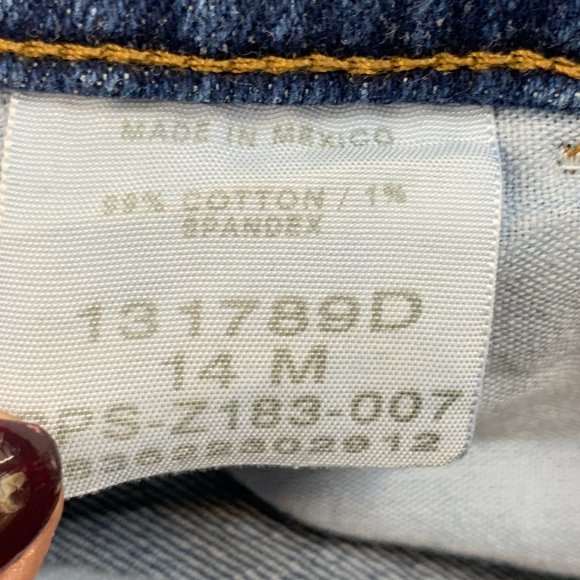 MADE IN MEXICO
99% COTTON / 1%
SPANDEX
131789D
14 M
PS-Z183-007